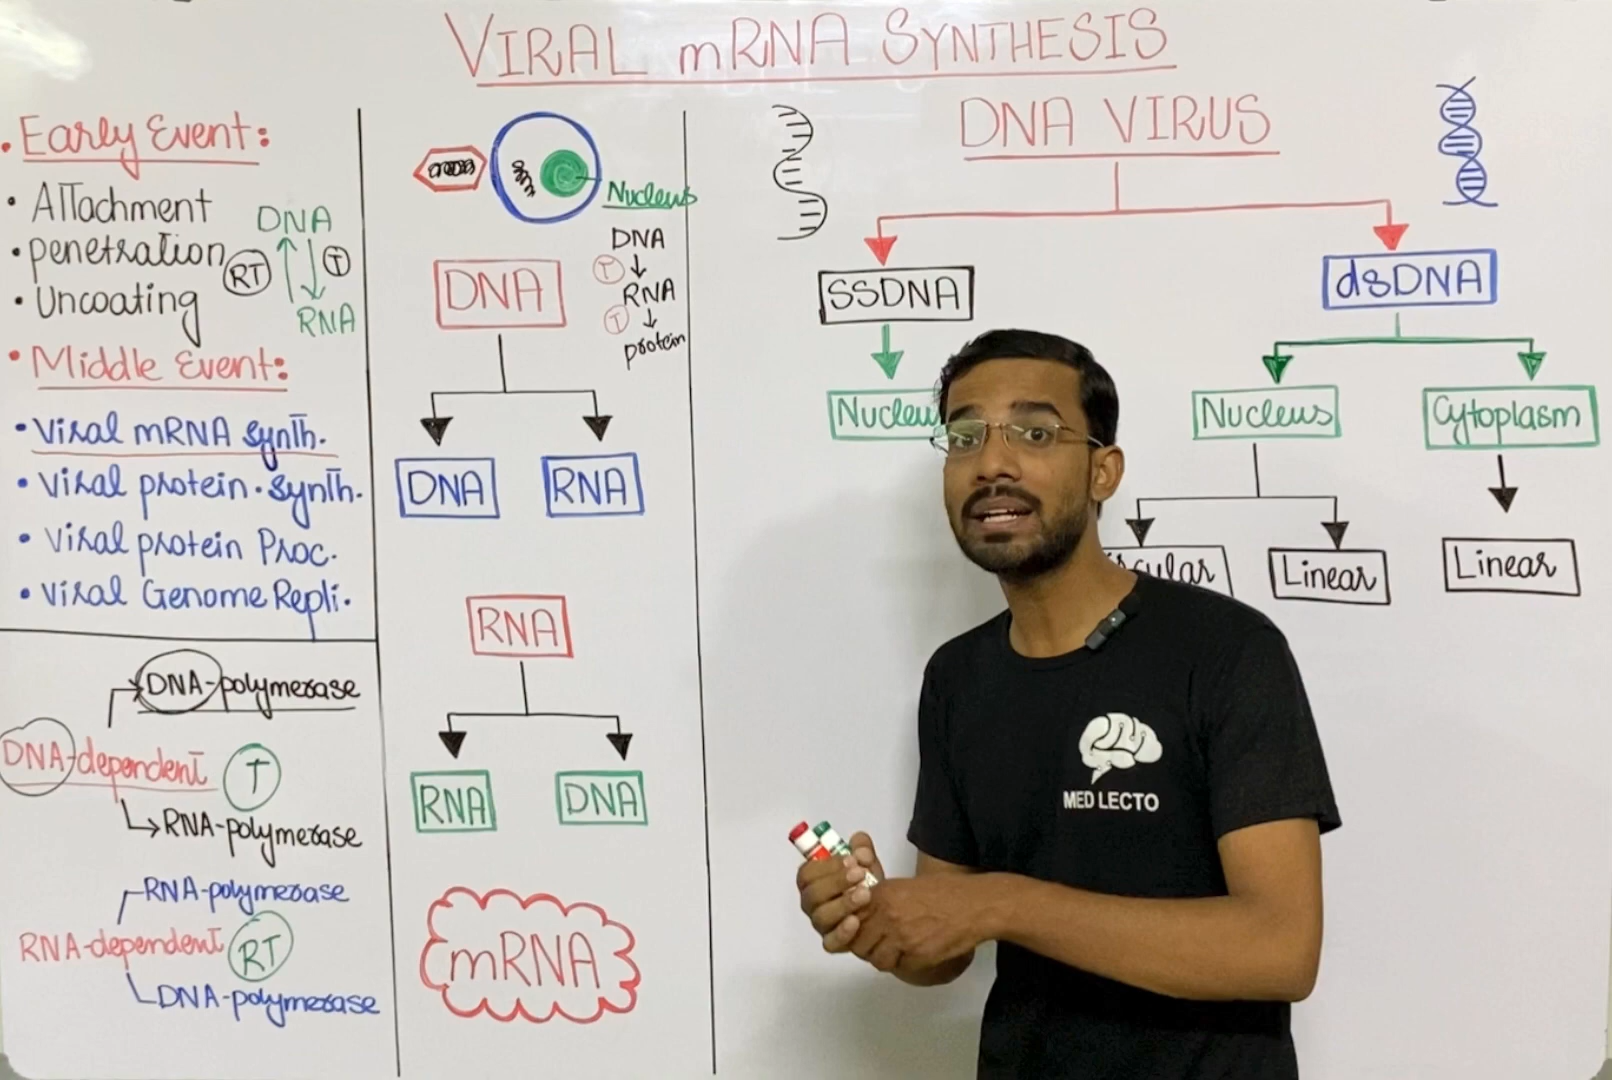 VIRAL mRNA SYNTHESIS
Early Event:
• Attachment
• penetration
• Uncoating
DNA
RT
T
RNA
• Middle Event:
• Viral mRNA Synth.
• Viral protein. Synth.
• Viral protein Proc.
• Viral Genome Repli.
DNA-polymerase
DNA-dependent
T
RNA-polymerase
RNA-polymerase
RNA-dependent
RT
DNA-polymerase
Nucleus
DNA
T
RNA
T
protein
DNA
DNA
RNA
RNA
RNA
DNA
mRNA
DNA VIRUS
SSDNA
dsDNA
Nucleu
Nucleus
Cytoplasm
cular
Linear
Linear
MED LECTO